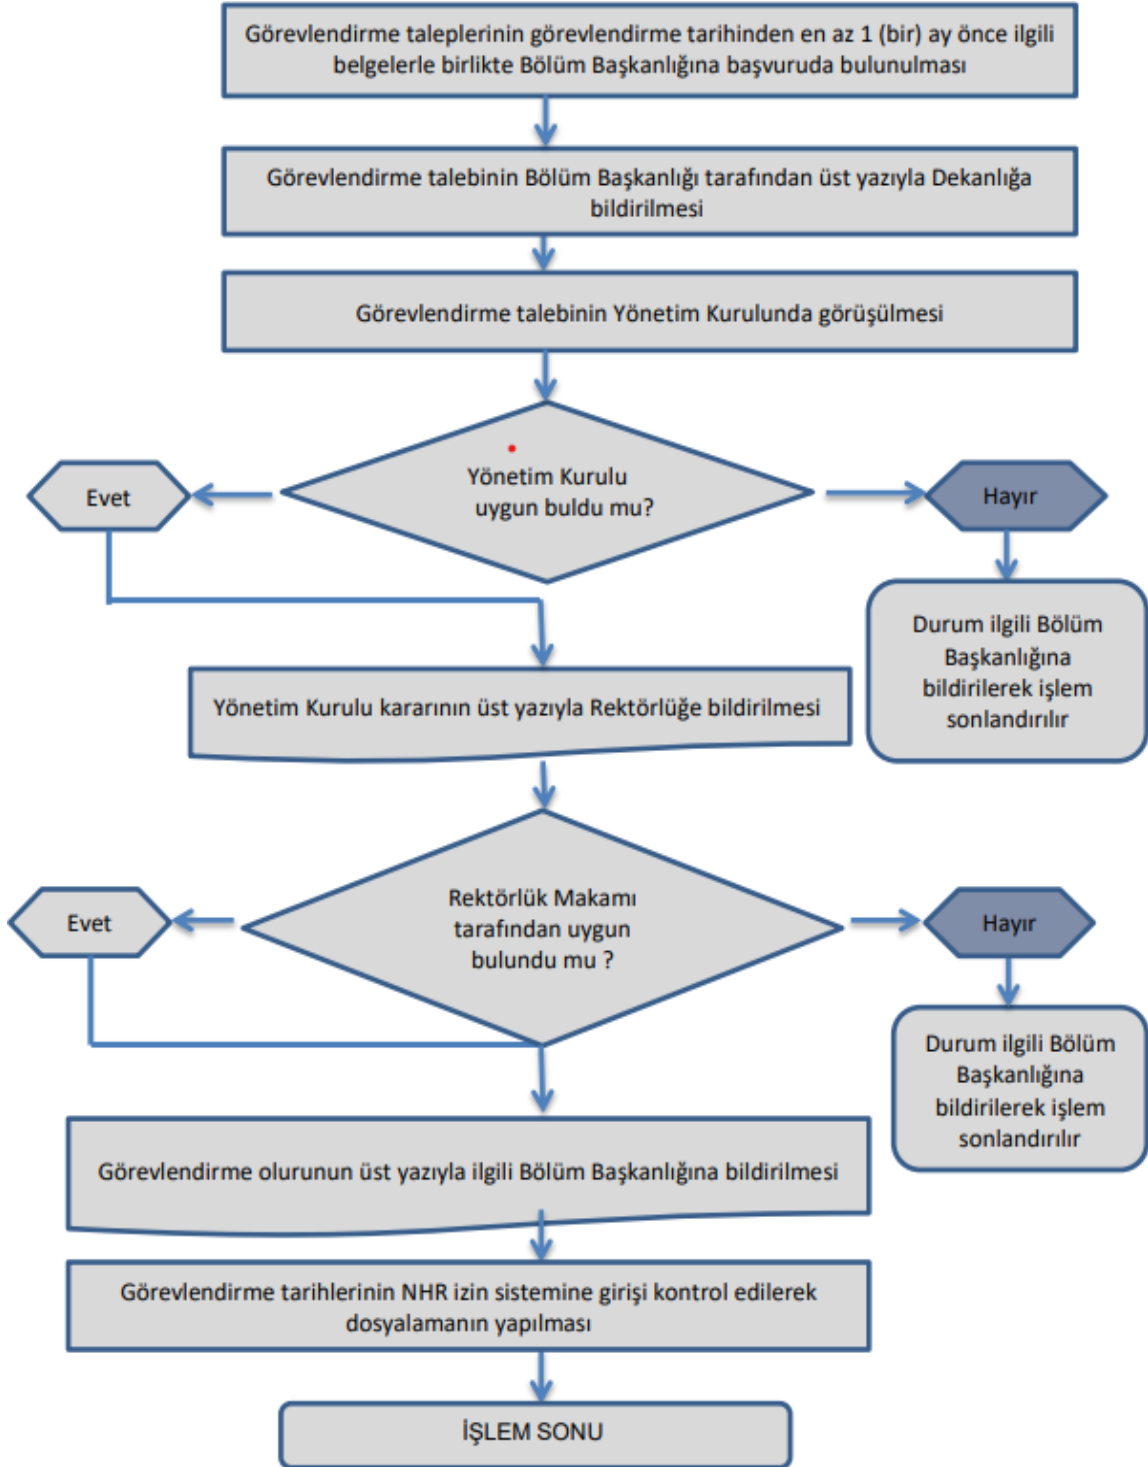 Görevlendirme taleplerinin görevlendirme tarihinden en az 1 (bir) ay önce ilgili
belgelerle birlikte Bölüm Başkanlığına başvuruda bulunulması
Görevlendirme talebinin Bölüm Başkanlığı tarafından üst yazıyla Dekanlığa
bildirilmesi
Görevlendirme talebinin Yönetim Kurulunda görüşülmesi
Yönetim Kurulu
uygun buldu mu?
Evet
Hayır
Durum ilgili Bölüm
Başkanlığına
bildirilerek işlem
sonlandırılır
Yönetim Kurulu kararının üst yazıyla Rektörlüğe bildirilmesi
Rektörlük Makamı
tarafından uygun
bulundu mu ?
Evet
Hayır
Durum ilgili Bölüm
Başkanlığına
bildirilerek işlem
sonlandırılır
Görevlendirme olurunun üst yazıyla ilgili Bölüm Başkanlığına bildirilmesi
Görevlendirme tarihlerinin NHR izin sistemine girişi kontrol edilerek
dosyalamanın yapılması
İŞLEM SONU